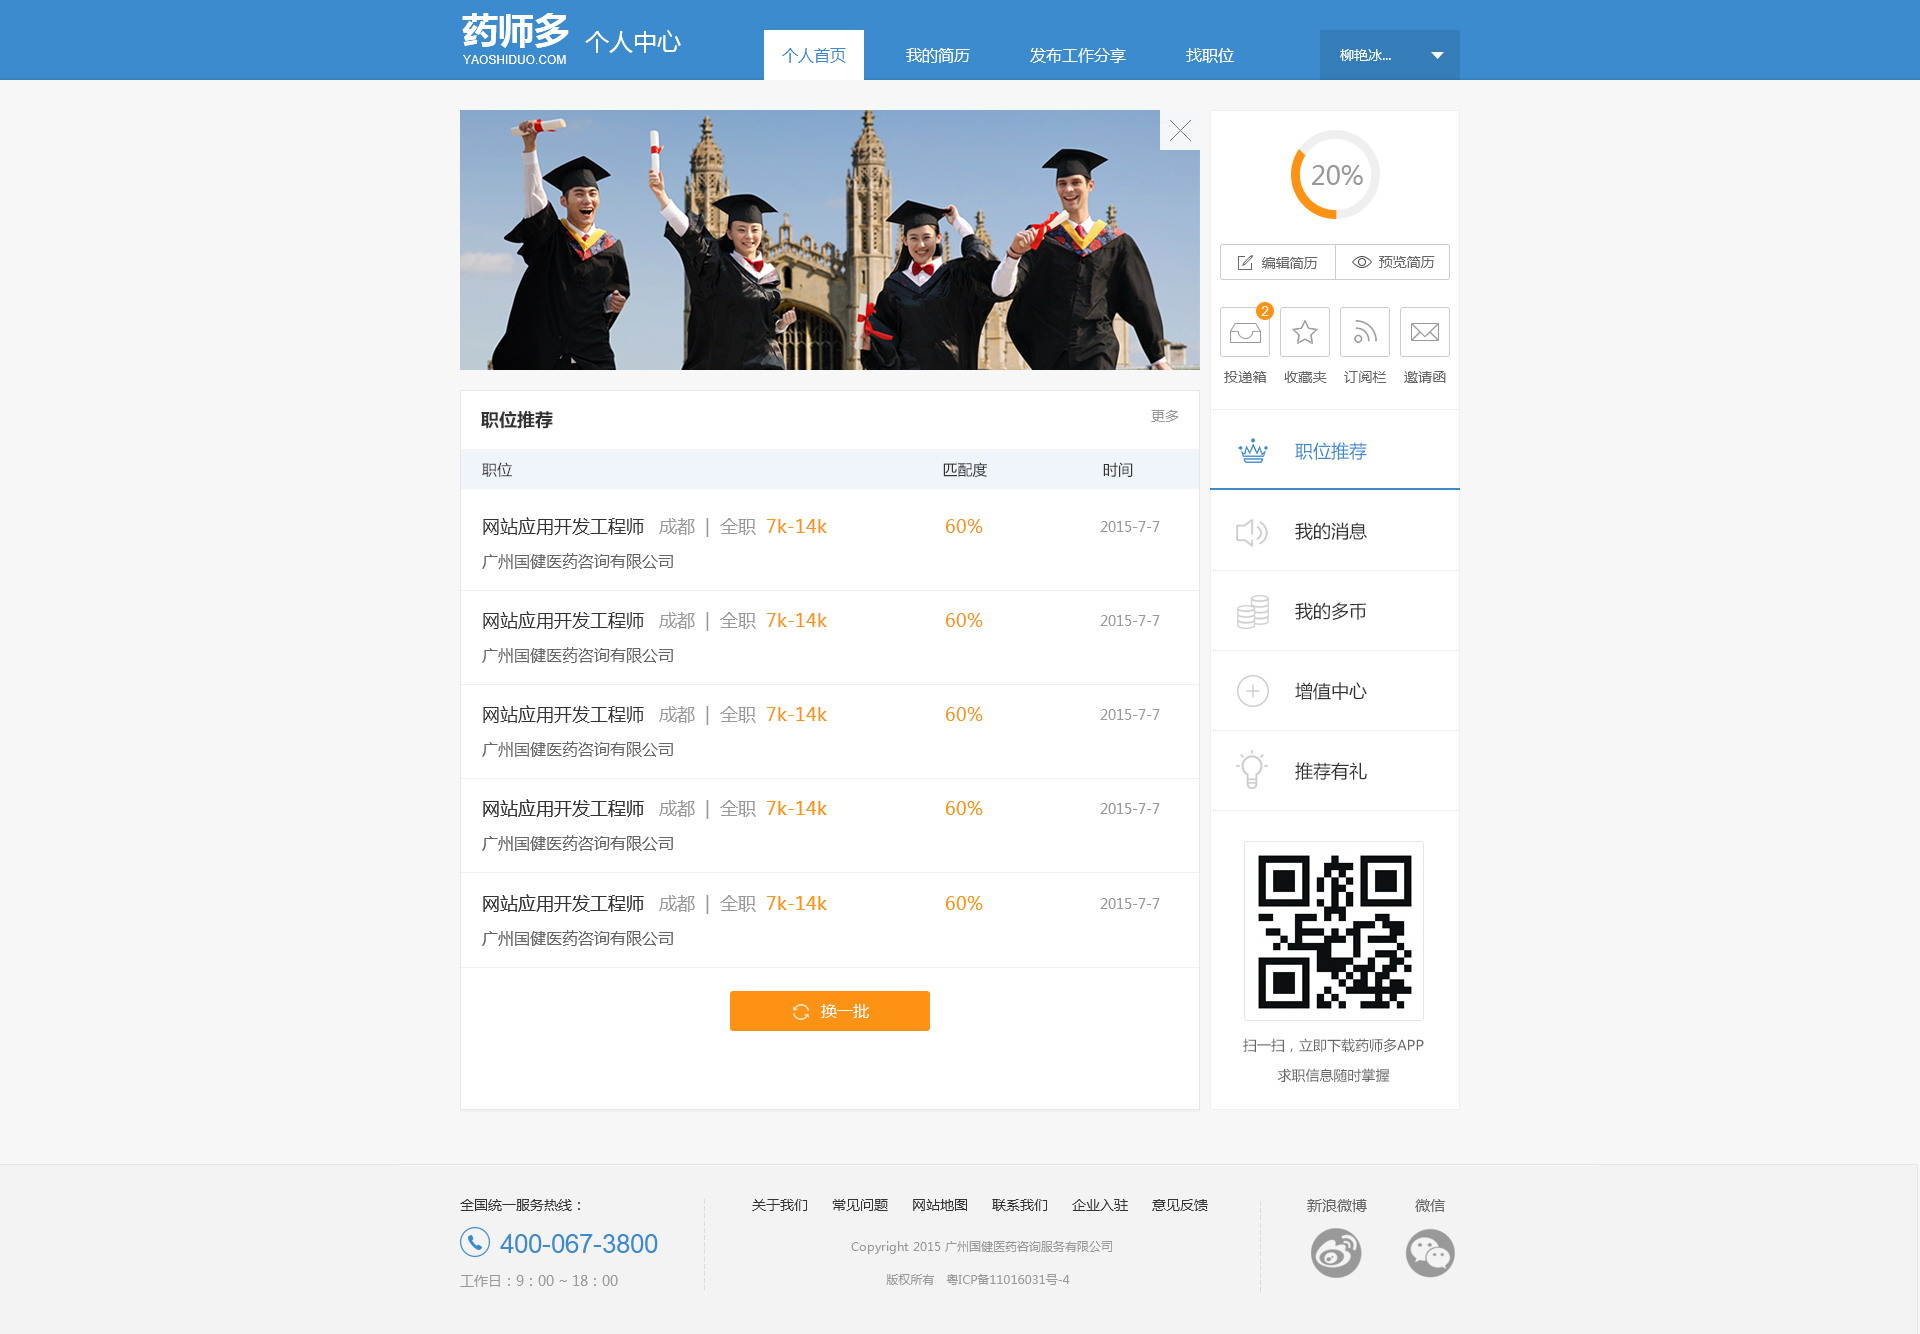 药师多
YAOSHIDUO.COM
个人中心
个人首页
我的简历
发布工作分享
找职位
柳艳冰...
20%
编辑简历
预览简历
2
投递箱
收藏夹
订阅栏
邀请函
职位推荐
更多
职位
匹配度
时间
网站应用开发工程师 成都 | 全职 7k-14k
60%
2015-7-7
广州国健医药咨询有限公司
网站应用开发工程师 成都 | 全职 7k-14k
60%
2015-7-7
广州国健医药咨询有限公司
网站应用开发工程师 成都 | 全职 7k-14k
60%
2015-7-7
广州国健医药咨询有限公司
网站应用开发工程师 成都 | 全职 7k-14k
60%
2015-7-7
广州国健医药咨询有限公司
网站应用开发工程师 成都 | 全职 7k-14k
60%
2015-7-7
广州国健医药咨询有限公司
换一批
职位推荐
我的消息
我的多币
增值中心
推荐有礼
扫一扫，立即下载药师多APP
求职信息随时掌握
全国统一服务热线：
400-067-3800
工作日：9：00 ~ 18：00
关于我们 常见问题 网站地图 联系我们 企业入驻 意见反馈
Copyright 2015 广州国健医药咨询服务有限公司
版权所有 粤ICP备11016031号-4
新浪微博
微信